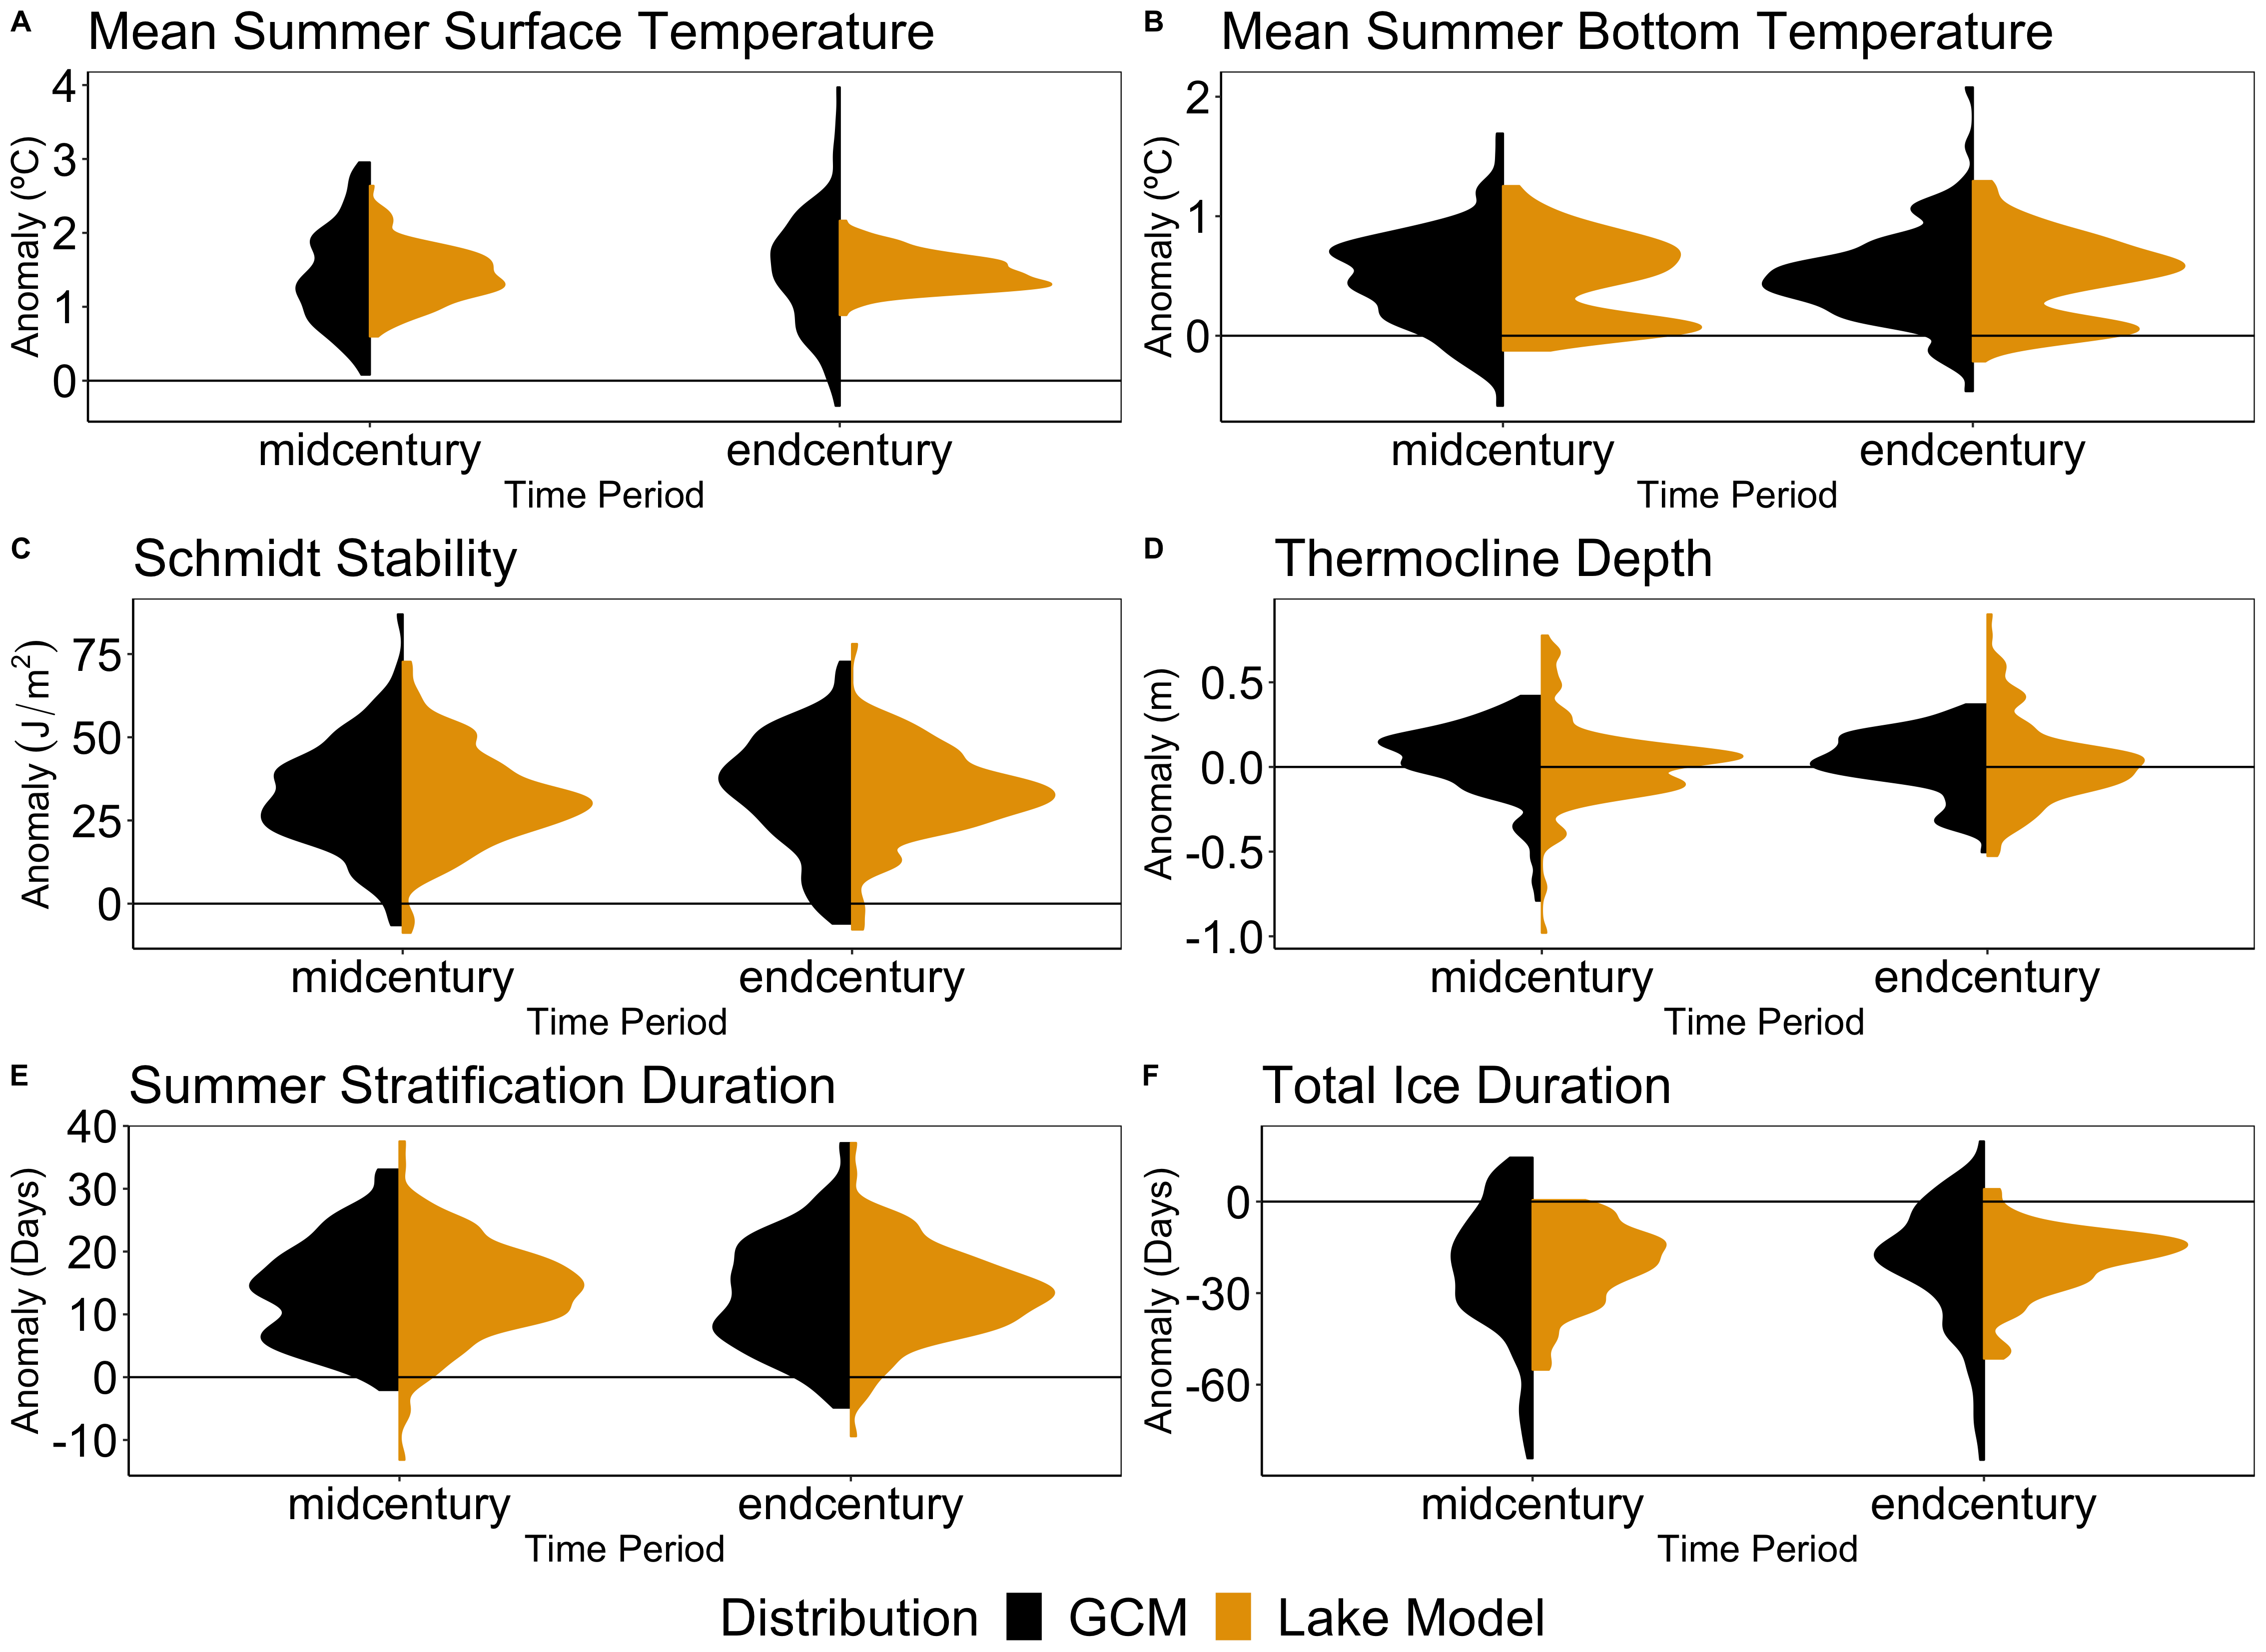 A Mean Summer Surface Temperature
Anomaly (ºC)
4
3
2
1
0
midcentury endcentury
Time Period
B Mean Summer Bottom Temperature
Anomaly (ºC)
2
1
0
midcentury endcentury
Time Period
C Schmidt Stability
Anomaly (J/m²)
75
50
25
0
midcentury endcentury
Time Period
D Thermocline Depth
Anomaly (m)
0.5
0.0
-0.5
-1.0
midcentury endcentury
Time Period
E Summer Stratification Duration
Anomaly (Days)
40
30
20
10
0
-10
midcentury endcentury
Time Period
F Total Ice Duration
Anomaly (Days)
0
-30
-60
midcentury endcentury
Time Period
Distribution GCM Lake Model